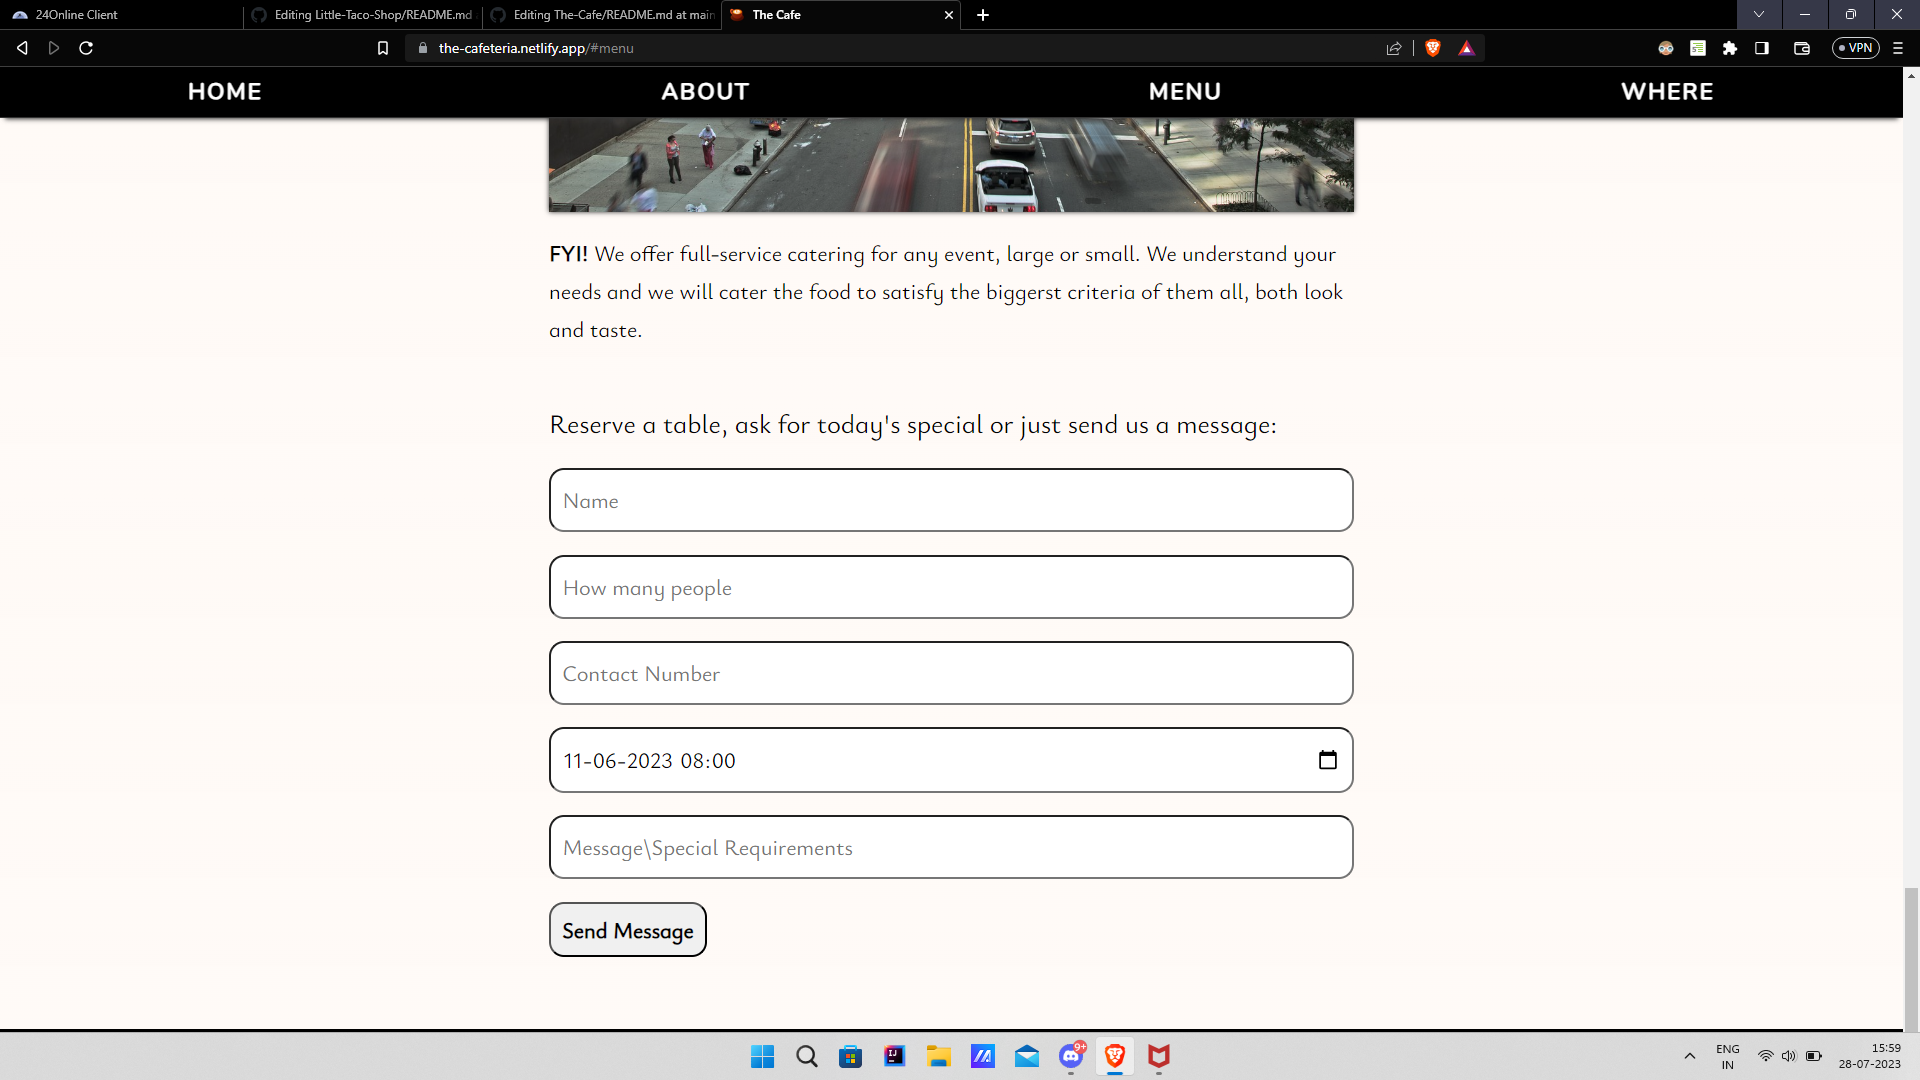 24Online Client
Editing Little-Taco-Shop/README.md
Editing The-Cafe/README.md at main
The Cafe
the-cafeteria.netlify.app/#menu
VPN
HOME ABOUT MENU WHERE
FYI! We offer full-service catering for any event, large or small. We understand your
needs and we will cater the food to satisfy the biggerst criteria of them all, both look
and taste.
Reserve a table, ask for today's special or just send us a message:
Name
How many people
Contact Number
11-06-2023 08:00
Message\Special Requirements
Send Message
IJ
9+
ENG
IN
15:59
28-07-2023